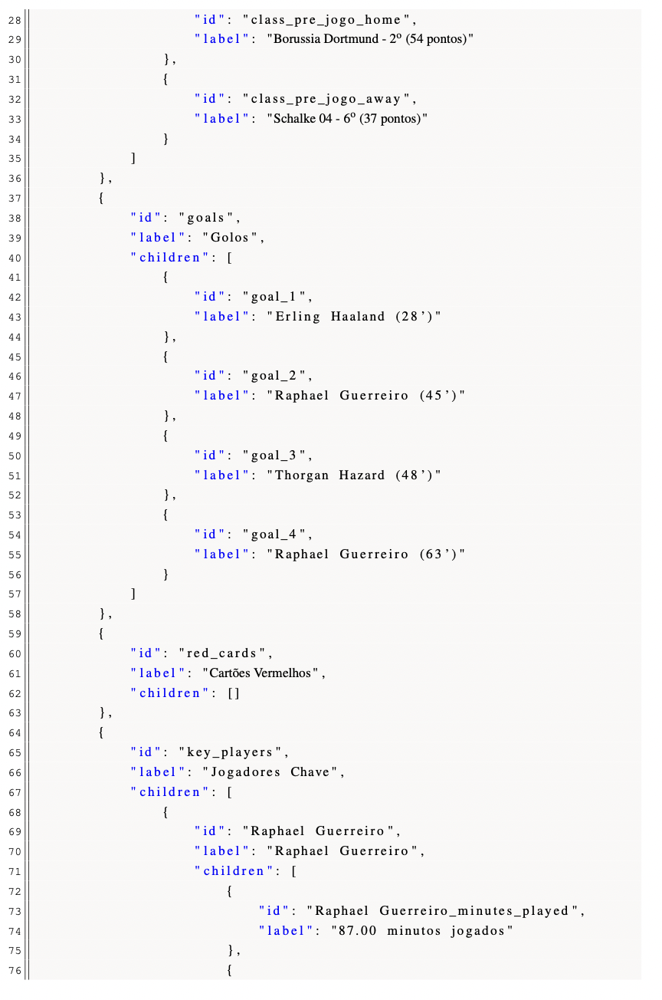 28 "id": "class_pre_jogo_home",
29 "label": "Borussia Dortmund - 2º (54 pontos)"
30 },
31 {
32 "id": "class_pre_jogo_away",
33 "label": "Schalke 04 - 6º (37 pontos)"
34 }
35 ]
36 },
37 {
38 "id": "goals",
39 "label": "Golos",
40 "children": [
41 {
42 "id": "goal_1",
43 "label": "Erling Haaland (28’)"
44 },
45 {
46 "id": "goal_2",
47 "label": "Raphael Guerreiro (45’)"
48 },
49 {
50 "id": "goal_3",
51 "label": "Thorgan Hazard (48’)"
52 },
53 {
54 "id": "goal_4",
55 "label": "Raphael Guerreiro (63’)"
56 }
57 ]
58 },
59 {
60 "id": "red_cards",
61 "label": "Cartões Vermelhos",
62 "children": []
63 },
64 {
65 "id": "key_players",
66 "label": "Jogadores Chave",
67 "children": [
68 {
69 "id": "Raphael Guerreiro",
70 "label": "Raphael Guerreiro",
71 "children": [
72 {
73 "id": "Raphael Guerreiro_minutes_played",
74 "label": "87.00 minutos jogados"
75 },
76 {